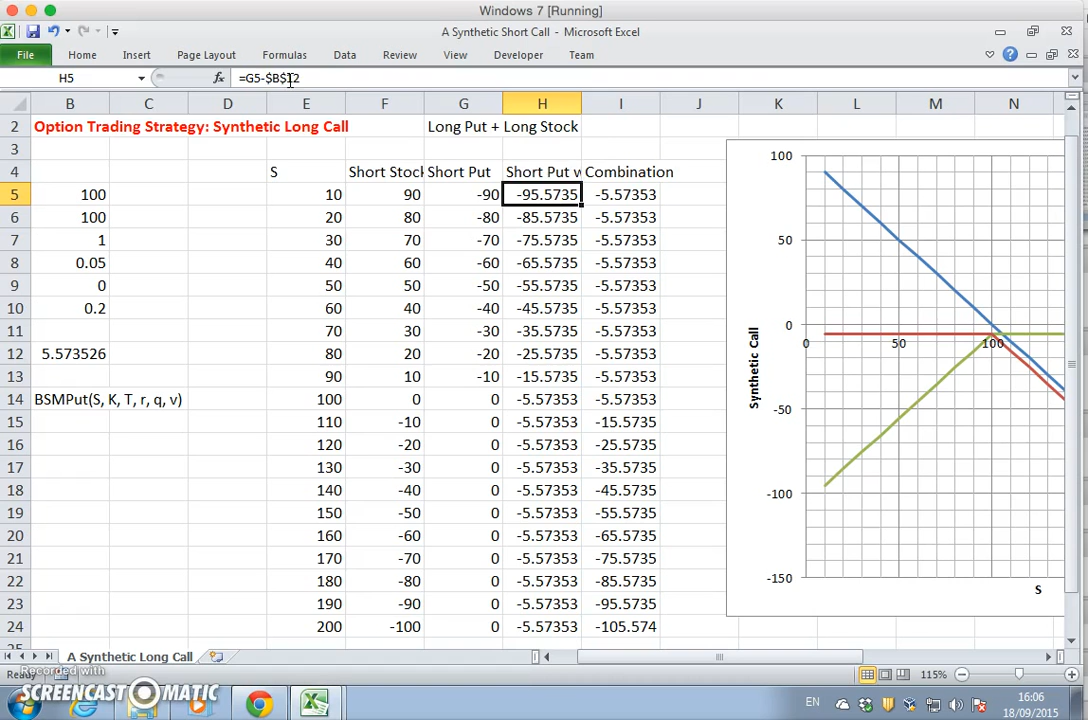 Windows 7 [Running]
A Synthetic Short Call - Microsoft Excel
File Home Insert Page Layout Formulas Data Review View Developer Team
H5 fx =G5-$B$12
B C D E F G H I J K L M N
2 Option Trading Strategy: Synthetic Long Call Long Put + Long Stock
3
4 S Short Stock Short Put Short Put w Combination
5 100 10 90 -90 -95.5735 -5.57353
6 100 20 80 -80 -85.5735 -5.57353
7 1 30 70 -70 -75.5735 -5.57353
8 0.05 40 60 -60 -65.5735 -5.57353
9 0 50 50 -50 -55.5735 -5.57353
10 0.2 60 40 -40 -45.5735 -5.57353
11 70 30 -30 -35.5735 -5.57353
12 5.573526 80 20 -20 -25.5735 -5.57353
13 90 10 -10 -15.5735 -5.57353
14 BSMPut(S, K, T, r, q, v) 100 0 0 -5.57353 -5.57353
15 110 -10 0 -5.57353 -15.5735
16 120 -20 0 -5.57353 -25.5735
17 130 -30 0 -5.57353 -35.5735
18 140 -40 0 -5.57353 -45.5735
19 150 -50 0 -5.57353 -55.5735
20 160 -60 0 -5.57353 -65.5735
21 170 -70 0 -5.57353 -75.5735
22 180 -80 0 -5.57353 -85.5735
23 190 -90 0 -5.57353 -95.5735
24 200 -100 0 -5.57353 -105.574
100
50
0
-50
-100
-150
0 50 100
Synthetic Call
S
A Synthetic Long Call
Ready 115%
Recorded with
SCREENCAST MATIC
EN 16:06
18/09/2015